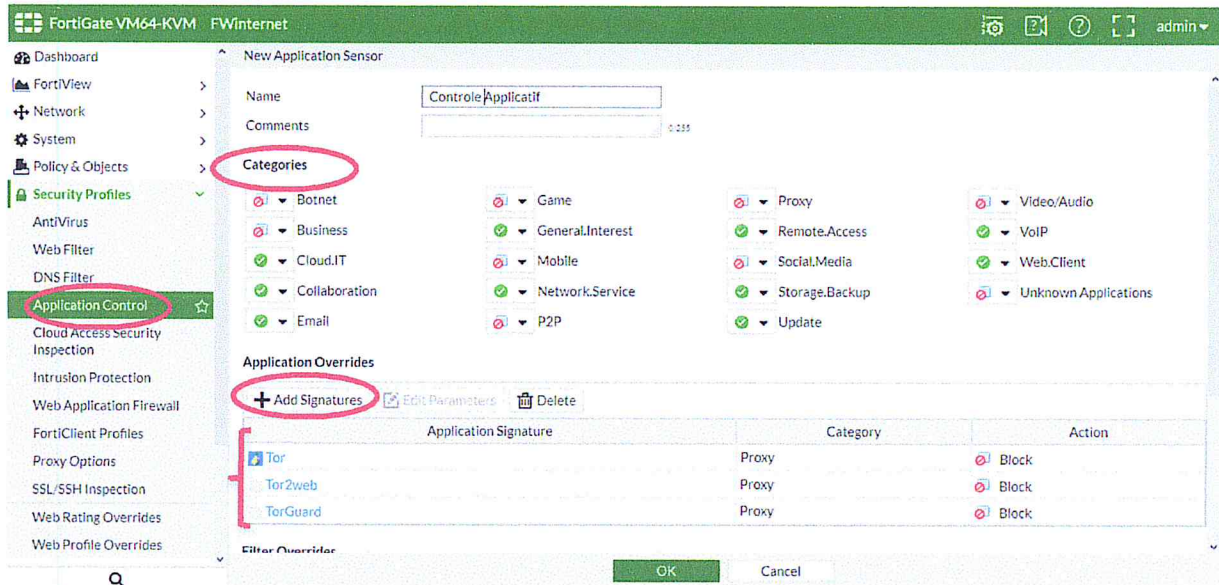 FortiGate VM64-KVM FWinternet
admin
Dashboard
FortiView
Network
System
Policy & Objects
Security Profiles
AntiVirus
Web Filter
DNS Filter
Application Control
Cloud Access Security
Inspection
Intrusion Protection
Web Application Firewall
FortiClient Profiles
Proxy Options
SSL/SSH Inspection
Web Rating Overrides
Web Profile Overrides
New Application Sensor
Name Controle Applicatif
Comments 0/255
Categories
Botnet Game Proxy Video/Audio
Business General.Interest Remote.Access VoIP
Cloud.IT Mobile Social.Media Web.Client
Collaboration Network.Service Storage.Backup Unknown Applications
Email P2P Update
Application Overrides
Add Signatures Edit Parameters Delete
Application Signature Category Action
Tor Proxy Block
Tor2web Proxy Block
TorGuard Proxy Block
Filter Overrides
OK Cancel